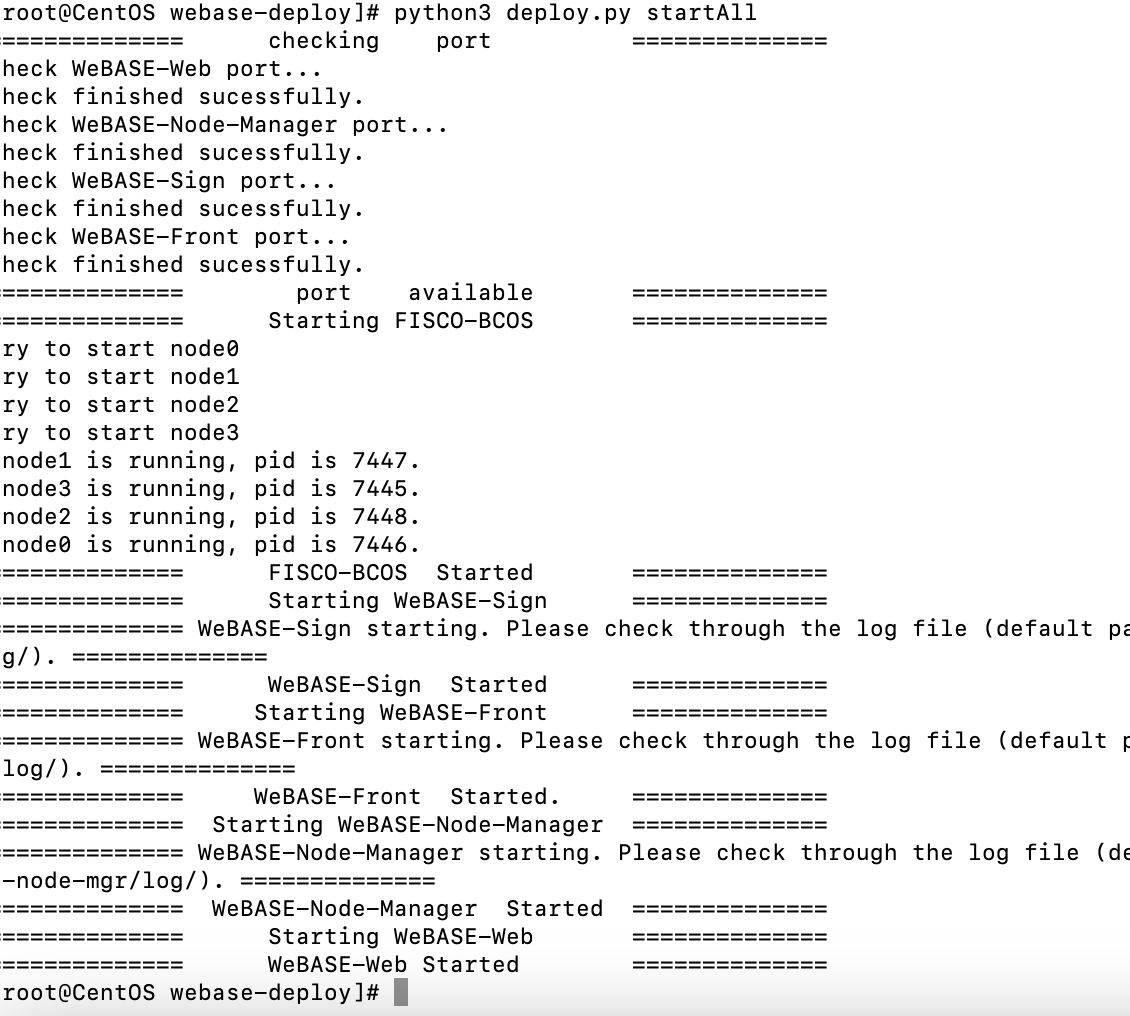 root@CentOS webase-deploy]# python3 deploy.py startAll
============== checking port ==============
heck WeBASE-Web port...
heck finished sucessfully.
heck WeBASE-Node-Manager port...
heck finished sucessfully.
heck WeBASE-Sign port...
heck finished sucessfully.
heck WeBASE-Front port...
heck finished sucessfully.
============== port available ==============
============== Starting FISCO-BCOS ==============
ry to start node0
ry to start node1
ry to start node2
ry to start node3
node1 is running, pid is 7447.
node3 is running, pid is 7445.
node2 is running, pid is 7448.
node0 is running, pid is 7446.
============== FISCO-BCOS Started ==============
============== Starting WeBASE-Sign ==============
============== WeBASE-Sign starting. Please check through the log file (default pa
g/). ==============
============== WeBASE-Sign Started ==============
============== Starting WeBASE-Front ==============
============== WeBASE-Front starting. Please check through the log file (default p
log/). ==============
============== WeBASE-Front Started. ==============
============== Starting WeBASE-Node-Manager ==============
============== WeBASE-Node-Manager starting. Please check through the log file (de
-node-mgr/log/). ==============
============== WeBASE-Node-Manager Started ==============
============== Starting WeBASE-Web ==============
============== WeBASE-Web Started ==============
root@CentOS webase-deploy]#